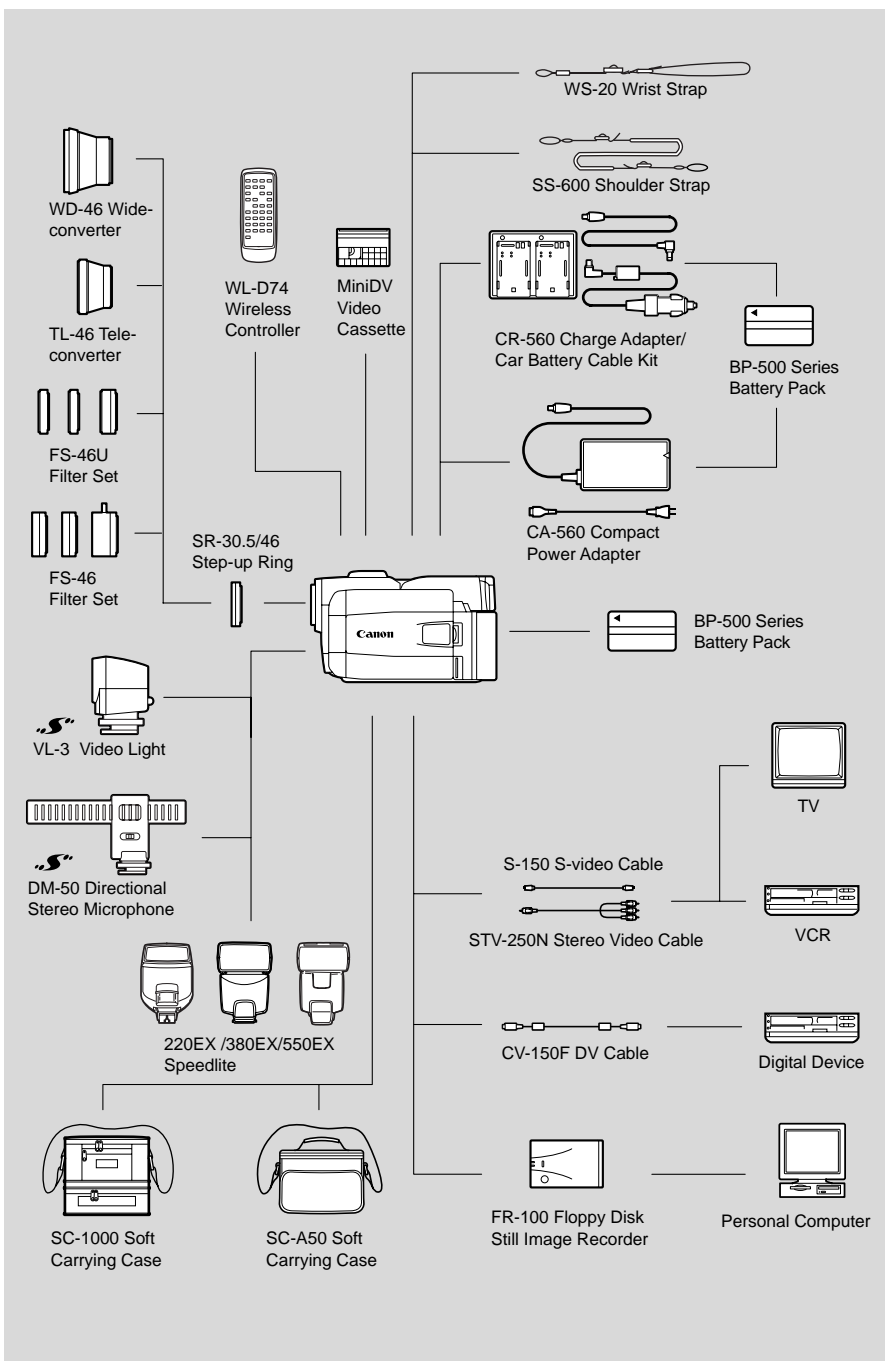 WS-20 Wrist Strap
SS-600 Shoulder Strap
WD-46 Wide-
converter
WL-D74
Wireless
Controller
MiniDV
Video
Cassette
TL-46 Tele-
converter
CR-560 Charge Adapter/
Car Battery Cable Kit
BP-500 Series
Battery Pack
FS-46U
Filter Set
CA-560 Compact
Power Adapter
SR-30.5/46
Step-up Ring
FS-46
Filter Set
Canon
BP-500 Series
Battery Pack
VL-3 Video Light
TV
S-150 S-video Cable
DM-50 Directional
Stereo Microphone
STV-250N Stereo Video Cable
VCR
220EX /380EX/550EX
Speedlite
CV-150F DV Cable
Digital Device
SC-1000 Soft
Carrying Case
SC-A50 Soft
Carrying Case
FR-100 Floppy Disk
Still Image Recorder
Personal Computer